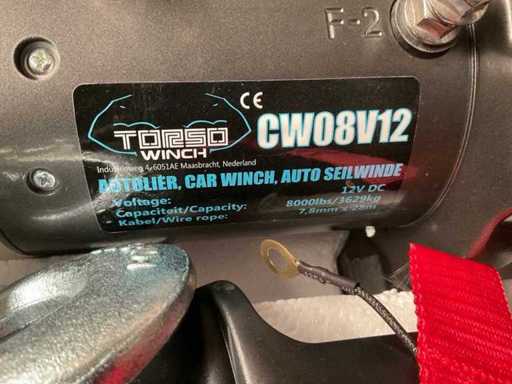 F-2
CE
CW08V12
TORSO
WINCH
Industrieweg 4, 6051AE Maasbracht, Nederland
AUTOLIER, CAR WINCH, AUTO SEILWINDE
Voltage: 12V DC
Capaciteit/Capacity: 8000lbs/3629kg
Kabel/Wire rope: 7,8mm x 25m